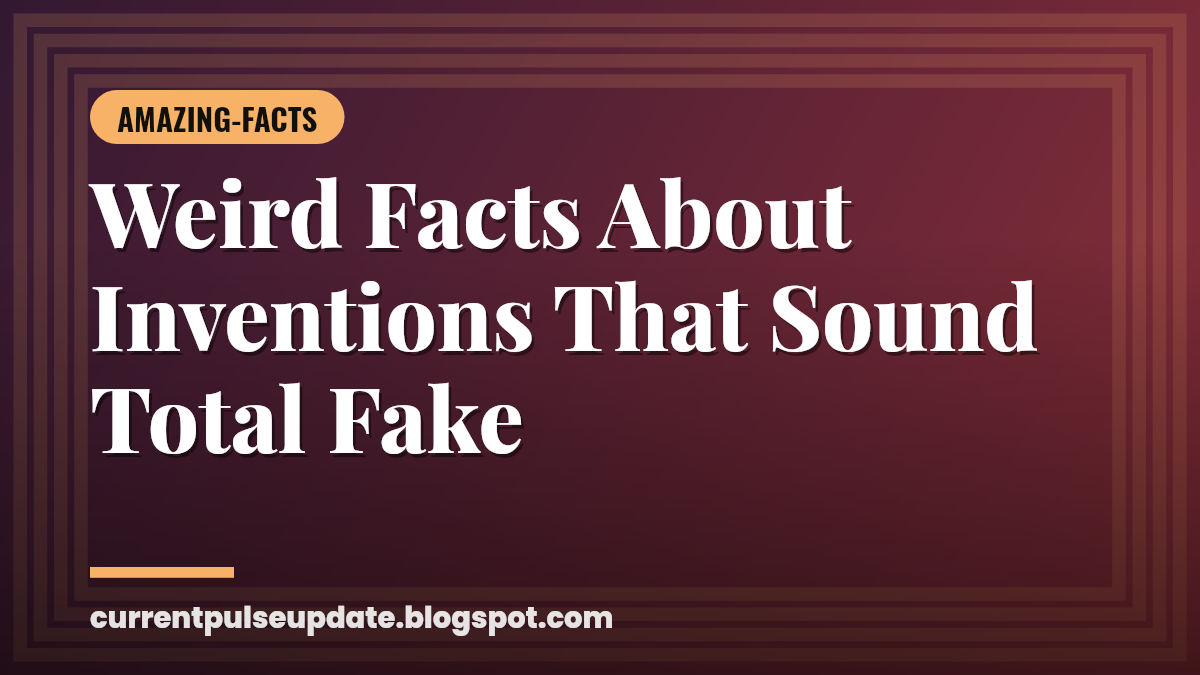 AMAZING-FACTS
Weird Facts About
Inventions That Sound
Total Fake
currentpulseupdate.blogspot.com